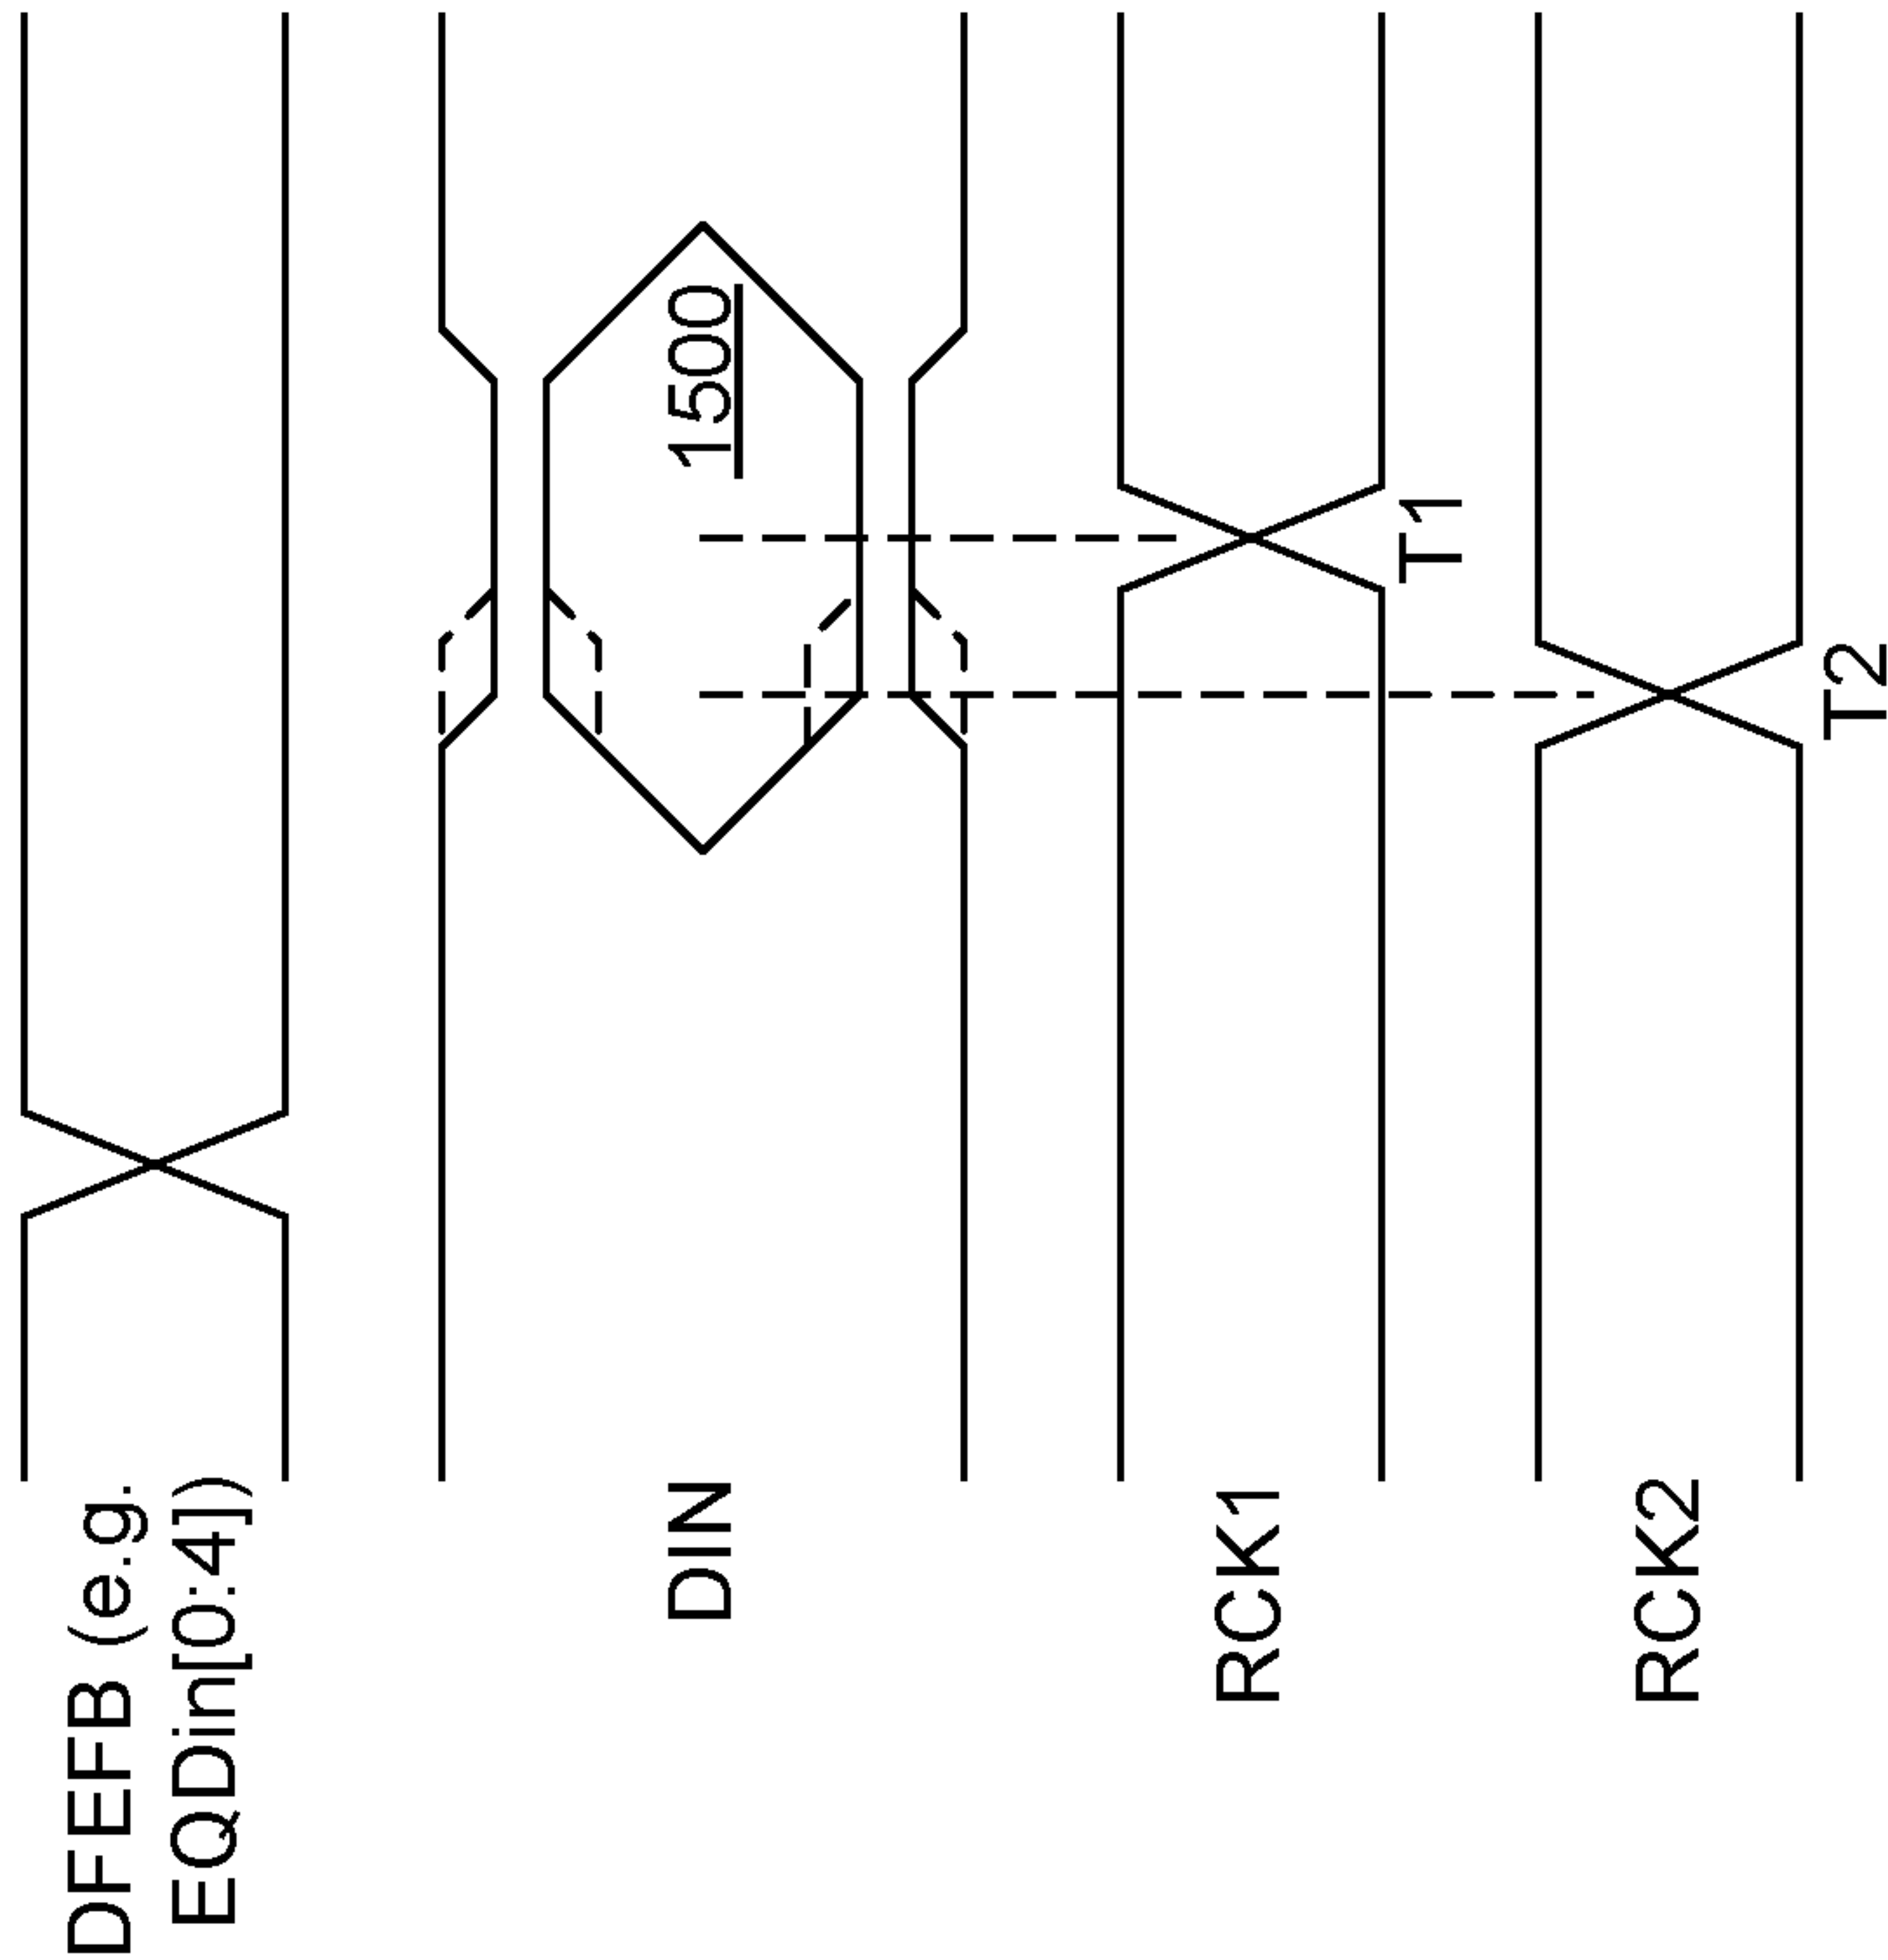 DFEFB (e.g.
EQDin[0:4])
DIN
1500
RCK1
T1
RCK2
T2